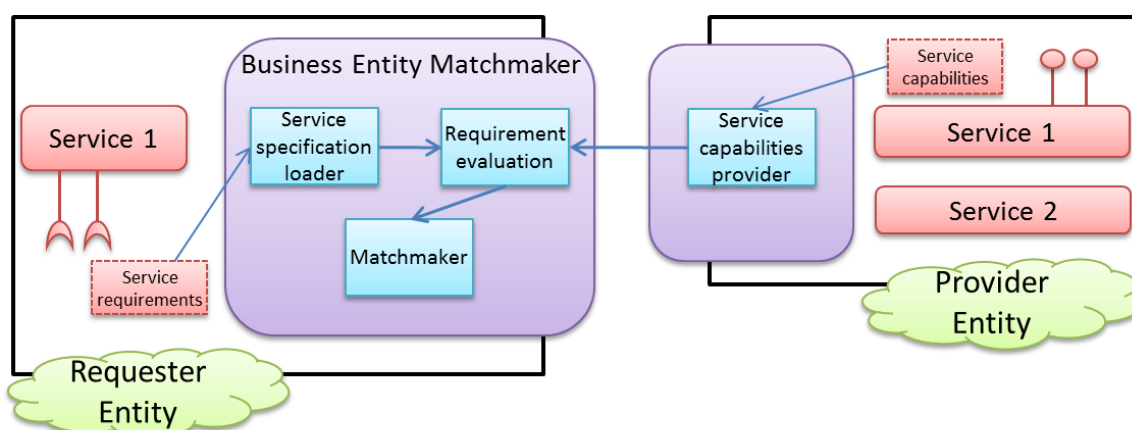 Business Entity Matchmaker
Service 1
Service
specification
loader
Requirement
evaluation
Matchmaker
Service
requirements
Requester
Entity
Service
capabilities
provider
Service
capabilities
Service 1
Service 2
Provider
Entity